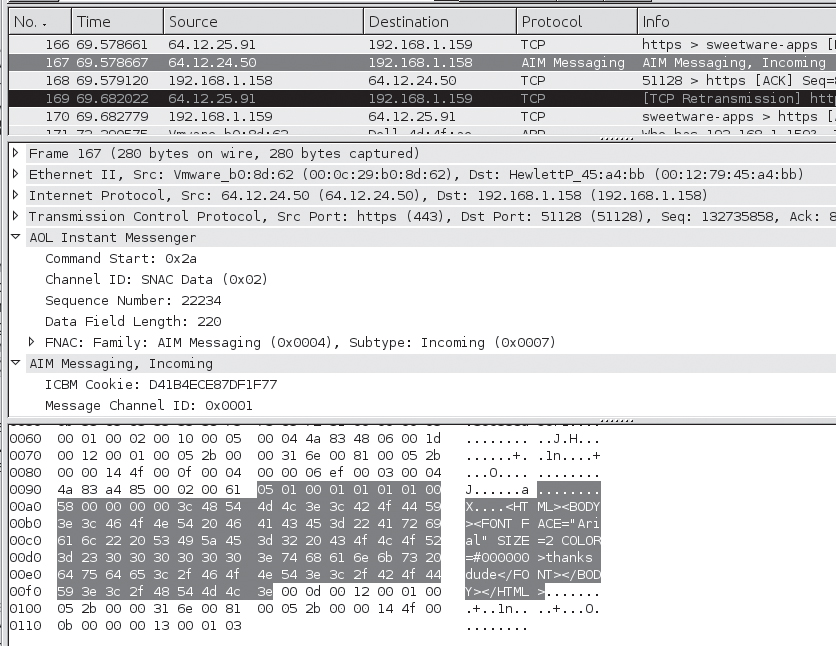 No. . Time Source Destination Protocol Info
166 69.578661 64.12.25.91 192.168.1.159 TCP https > sweetware-apps
167 69.578667 64.12.24.50 192.168.1.158 AIM Messaging AIM Messaging, Incoming
168 69.579120 192.168.1.158 64.12.24.50 TCP 51128 > https [ACK]
169 69.682022 64.12.25.91 192.168.1.159 TCP [TCP Retransmission]
170 69.682779 192.168.1.159 64.12.25.91 TCP sweetware-apps > https
Frame 167 (280 bytes on wire, 280 bytes captured)
Ethernet II, Src: Vmware_b0:8d:62 (00:0c:29:b0:8d:62), Dst: HewlettP_45:a4:bb (00:12:79:45:a4:bb)
Internet Protocol, Src: 64.12.24.50 (64.12.24.50), Dst: 192.168.1.158 (192.168.1.158)
Transmission Control Protocol, Src Port: https (443), Dst Port: 51128 (51128), Seq: 132735858, Ack: 8
AOL Instant Messenger
Command Start: 0x2a
Channel ID: SNAC Data (0x02)
Sequence Number: 22234
Data Field Length: 220
FNAC: Family: AIM Messaging (0x0004), Subtype: Incoming (0x0007)
AIM Messaging, Incoming
ICBM Cookie: D41B4ECE87DF1F77
Message Channel ID: 0x0001
0060 00 01 00 02 00 10 00 05 00 04 4a 83 48 06 00 1d ........ ..J.H...
0070 00 12 00 01 00 05 2b 00 00 31 6e 00 81 00 05 2b ......+. .1n....+
0080 00 00 14 4f 00 0f 00 04 00 00 06 ef 00 03 00 04 ...O.... ........
0090 4a 83 a4 85 00 02 00 61 05 01 00 01 01 01 01 00 J......a ........
00a0 58 00 00 00 00 3c 48 54 4d 4c 3e 3c 42 4f 44 59 X....<HT ML><BODY
00b0 3e 3c 46 4f 4e 54 20 46 41 43 45 3d 22 41 72 69 ><FONT F ACE="Ari
00c0 61 6c 22 20 53 49 5a 45 3d 32 20 43 4f 4c 4f 52 al" SIZE =2 COLOR
00d0 3d 23 30 30 30 30 30 30 3e 74 68 61 6e 6b 73 20 =#000000 >thanks
00e0 64 75 64 65 3c 2f 46 4f 4e 54 3e 3c 2f 42 4f 44 dude</FO NT></BOD
00f0 59 3e 3c 2f 48 54 4d 4c 3e 00 0d 00 12 00 01 00 Y></HTML >.......
0100 05 2b 00 00 31 6e 00 81 00 05 2b 00 00 14 4f 00 .+..1n.. ..+...O.
0110 0b 00 00 00 13 00 01 03 ........